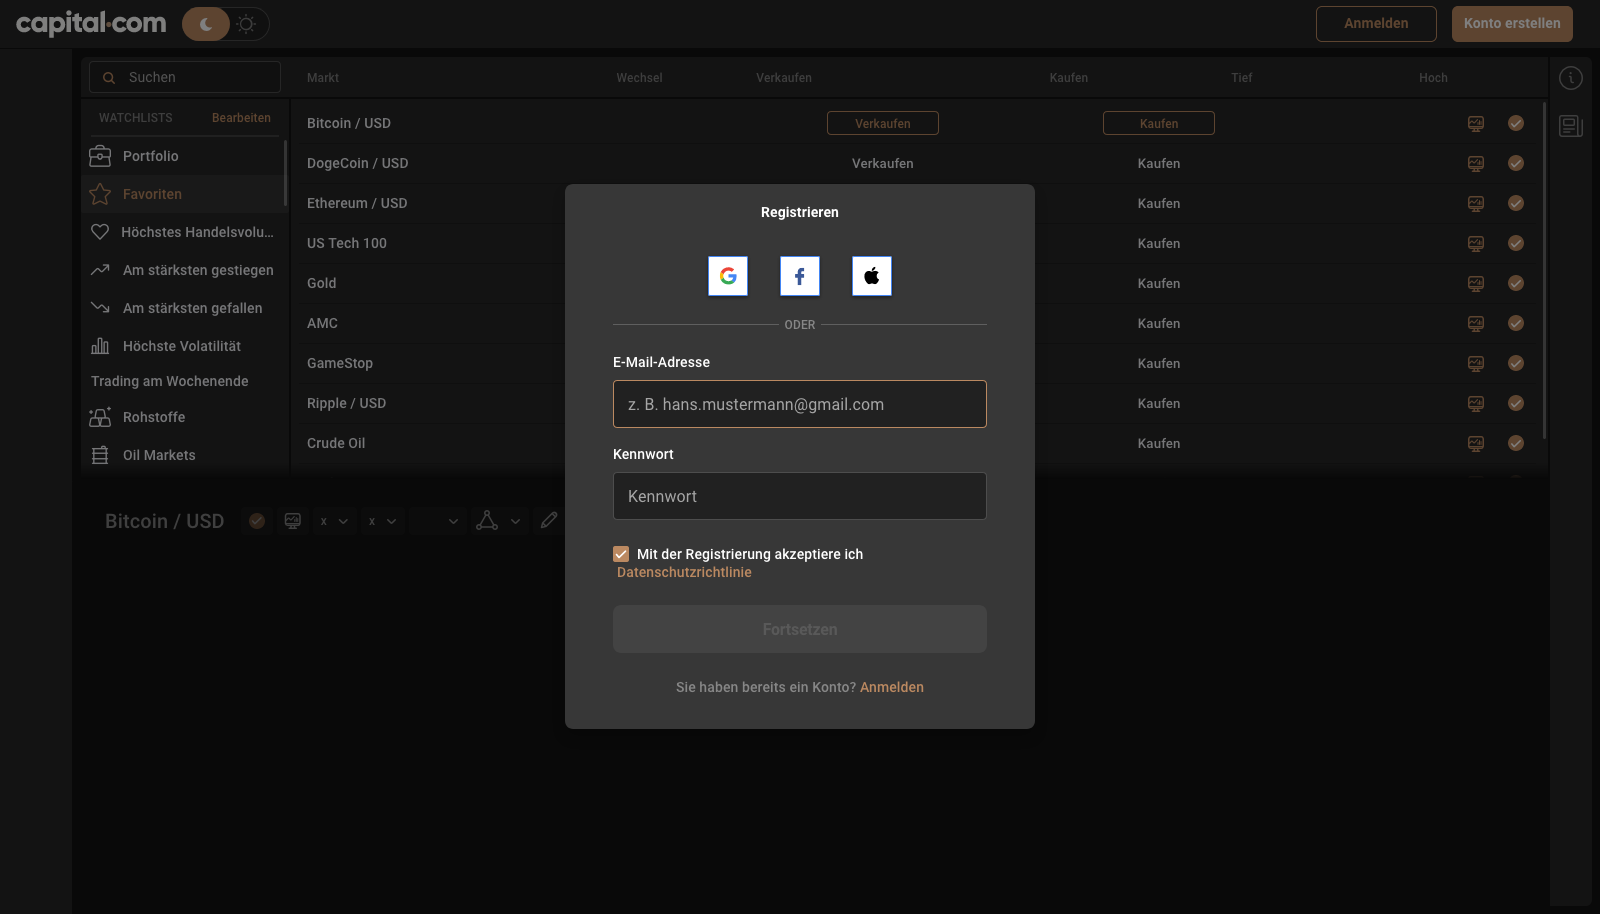 capital.com
Anmelden
Konto erstellen
Suchen
Markt
Wechsel
Verkaufen
Kaufen
Tief
Hoch
WATCHLISTS
Bearbeiten
Portfolio
Favoriten
Höchstes Handelsvolu...
Am stärksten gestiegen
Am stärksten gefallen
Höchste Volatilität
Trading am Wochenende
Rohstoffe
Oil Markets
Bitcoin / USD
Verkaufen
Kaufen
DogeCoin / USD
Verkaufen
Kaufen
Ethereum / USD
Kaufen
US Tech 100
Kaufen
Gold
Kaufen
AMC
Kaufen
GameStop
Kaufen
Ripple / USD
Kaufen
Crude Oil
Kaufen
Bitcoin / USD
x
x
Registrieren
ODER
E-Mail-Adresse
z. B. hans.mustermann@gmail.com
Kennwort
Kennwort
Mit der Registrierung akzeptiere ich
Datenschutzrichtlinie
Fortsetzen
Sie haben bereits ein Konto? Anmelden